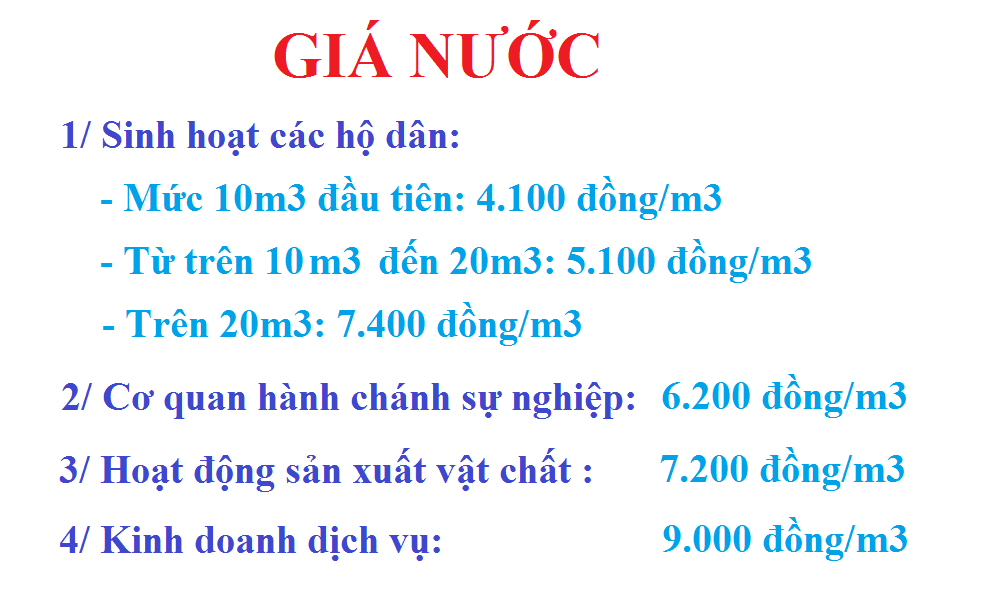 GIÁ NƯỚC
1/ Sinh hoạt các hộ dân:
- Mức 10m3 đầu tiên: 4.100 đồng/m3
- Từ trên 10m3 đến 20m3: 5.100 đồng/m3
- Trên 20m3: 7.400 đồng/m3
2/ Cơ quan hành chánh sự nghiệp: 6.200 đồng/m3
3/ Hoạt động sản xuất vật chất : 7.200 đồng/m3
4/ Kinh doanh dịch vụ: 9.000 đồng/m3